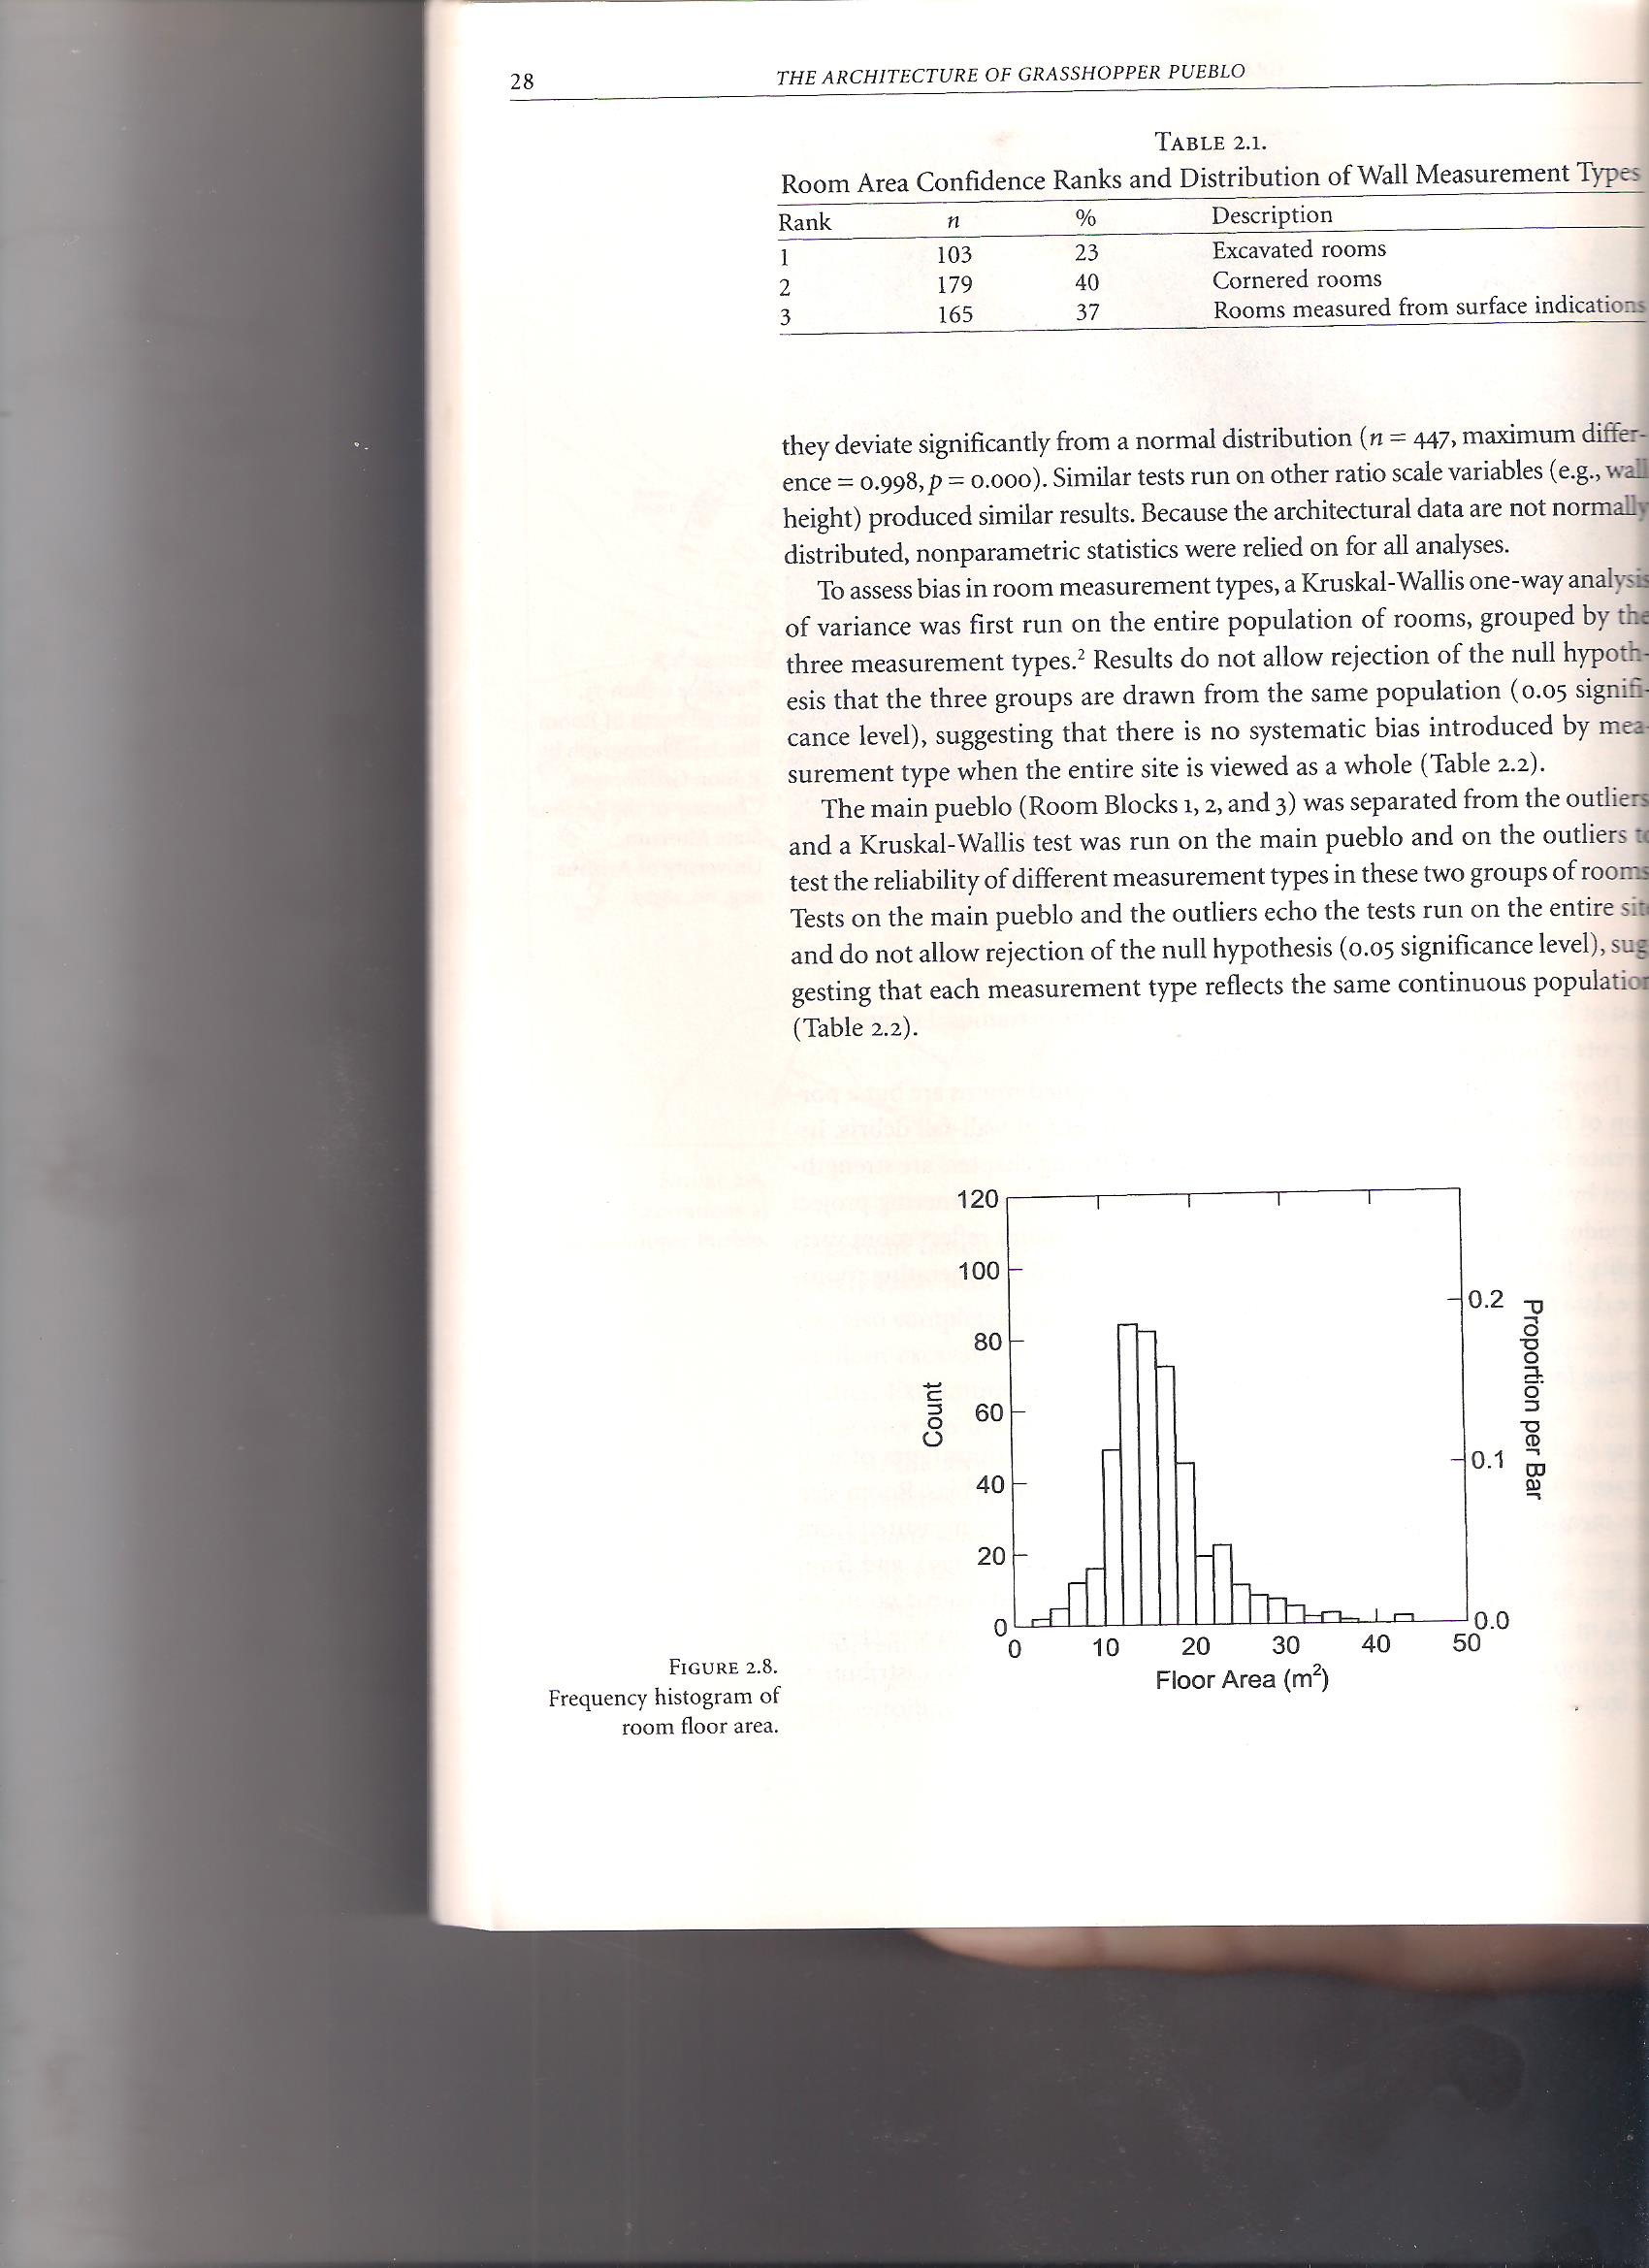 28
THE ARCHITECTURE OF GRASSHOPPER PUEBLO
TABLE 2.1.
Room Area Confidence Ranks and Distribution of Wall Measurement Types
Rank n % Description
1 103 23 Excavated rooms
2 179 40 Cornered rooms
3 165 37 Rooms measured from surface indications
they deviate significantly from a normal distribution (n = 447, maximum differ-
ence = 0.998, p = 0.000). Similar tests run on other ratio scale variables (e.g., wall
height) produced similar results. Because the architectural data are not normally
distributed, nonparametric statistics were relied on for all analyses.
To assess bias in room measurement types, a Kruskal-Wallis one-way analysis
of variance was first run on the entire population of rooms, grouped by the
three measurement types.² Results do not allow rejection of the null hypoth-
esis that the three groups are drawn from the same population (0.05 signifi-
cance level), suggesting that there is no systematic bias introduced by mea-
surement type when the entire site is viewed as a whole (Table 2.2).
The main pueblo (Room Blocks 1, 2, and 3) was separated from the outliers
and a Kruskal-Wallis test was run on the main pueblo and on the outliers to
test the reliability of different measurement types in these two groups of rooms
Tests on the main pueblo and the outliers echo the tests run on the entire site
and do not allow rejection of the null hypothesis (0.05 significance level), sug
gesting that each measurement type reflects the same continuous population
(Table 2.2).
120
100
80
60
40
20
0
Count
0 10 20 30 40 50
Floor Area (m²)
0.2
0.1
0.0
Proportion per Bar
FIGURE 2.8.
Frequency histogram of
room floor area.